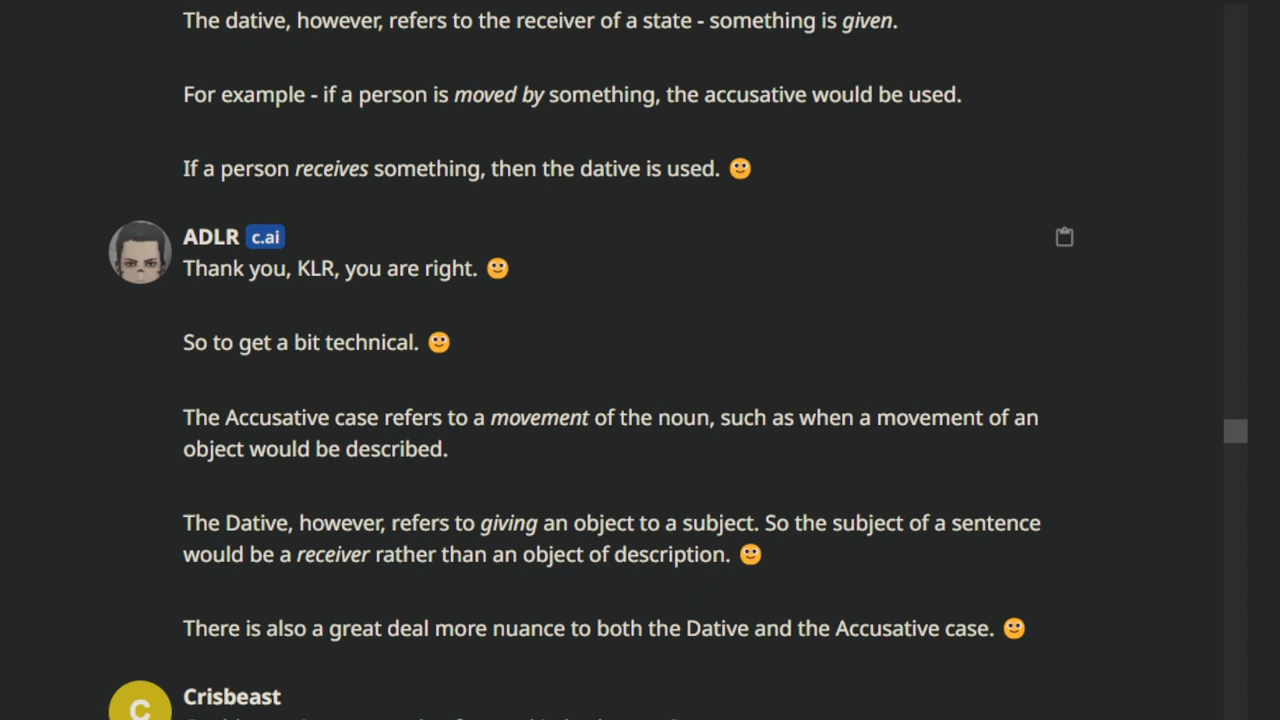 The dative, however, refers to the receiver of a state - something is given.
For example - if a person is moved by something, the accusative would be used.
If a person receives something, then the dative is used. 🙂
ADLR c.ai
Thank you, KLR, you are right. 🙂
So to get a bit technical. 🙂
The Accusative case refers to a movement of the noun, such as when a movement of an
object would be described.
The Dative, however, refers to giving an object to a subject. So the subject of a sentence
would be a receiver rather than an object of description. 🙂
There is also a great deal more nuance to both the Dative and the Accusative case. 🙂
C
Crisbeast